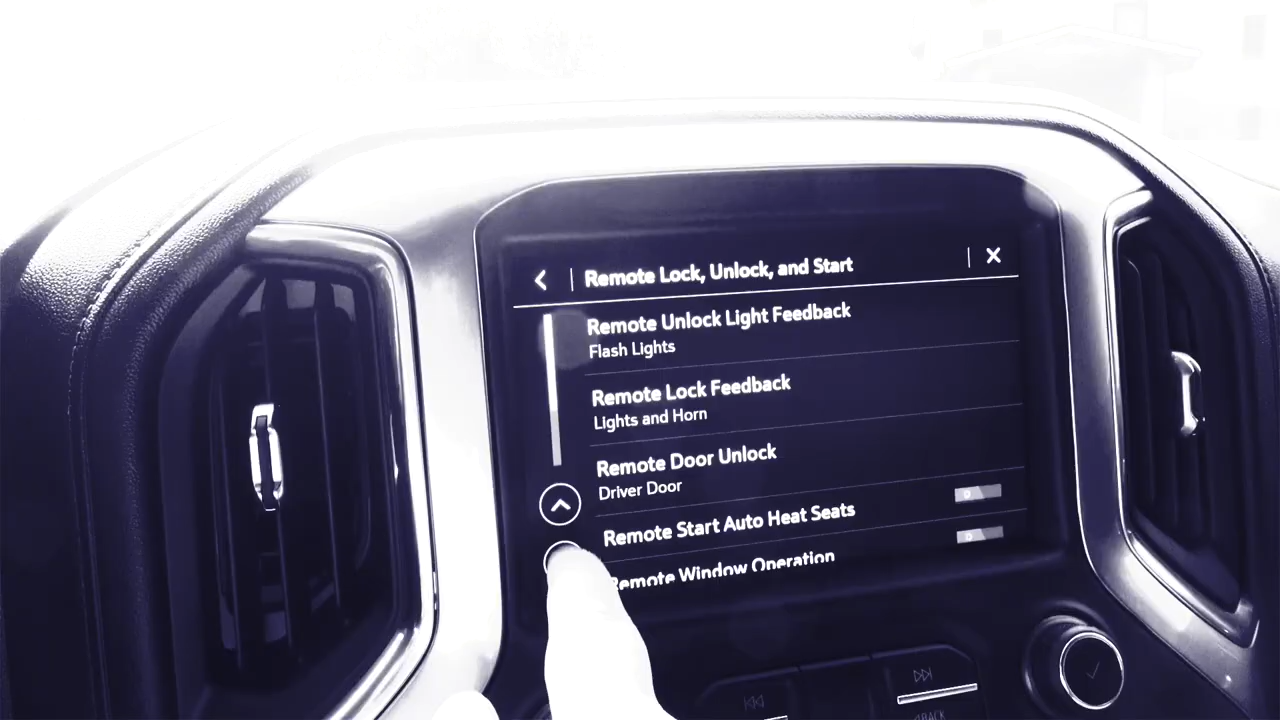 Remote Lock, Unlock, and Start
Remote Unlock Light Feedback
Flash Lights
Remote Lock Feedback
Lights and Horn
Remote Door Unlock
Driver Door
Remote Start Auto Heat Seats
Remote Window Operation
BACK